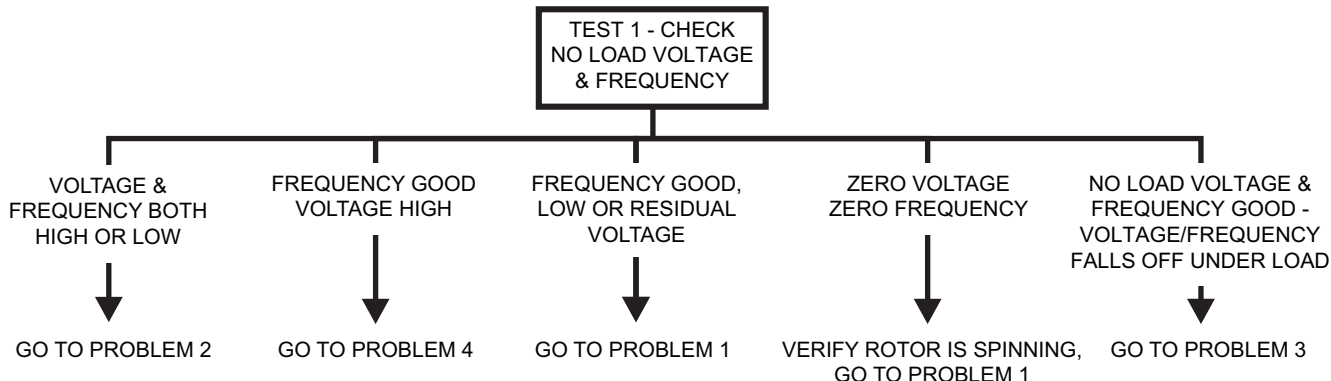 TEST 1 - CHECK
NO LOAD VOLTAGE
& FREQUENCY
VOLTAGE &
FREQUENCY BOTH
HIGH OR LOW
FREQUENCY GOOD
VOLTAGE HIGH
FREQUENCY GOOD,
LOW OR RESIDUAL
VOLTAGE
ZERO VOLTAGE
ZERO FREQUENCY
NO LOAD VOLTAGE &
FREQUENCY GOOD -
VOLTAGE/FREQUENCY
FALLS OFF UNDER LOAD
GO TO PROBLEM 2
GO TO PROBLEM 4
GO TO PROBLEM 1
VERIFY ROTOR IS SPINNING,
GO TO PROBLEM 1
GO TO PROBLEM 3